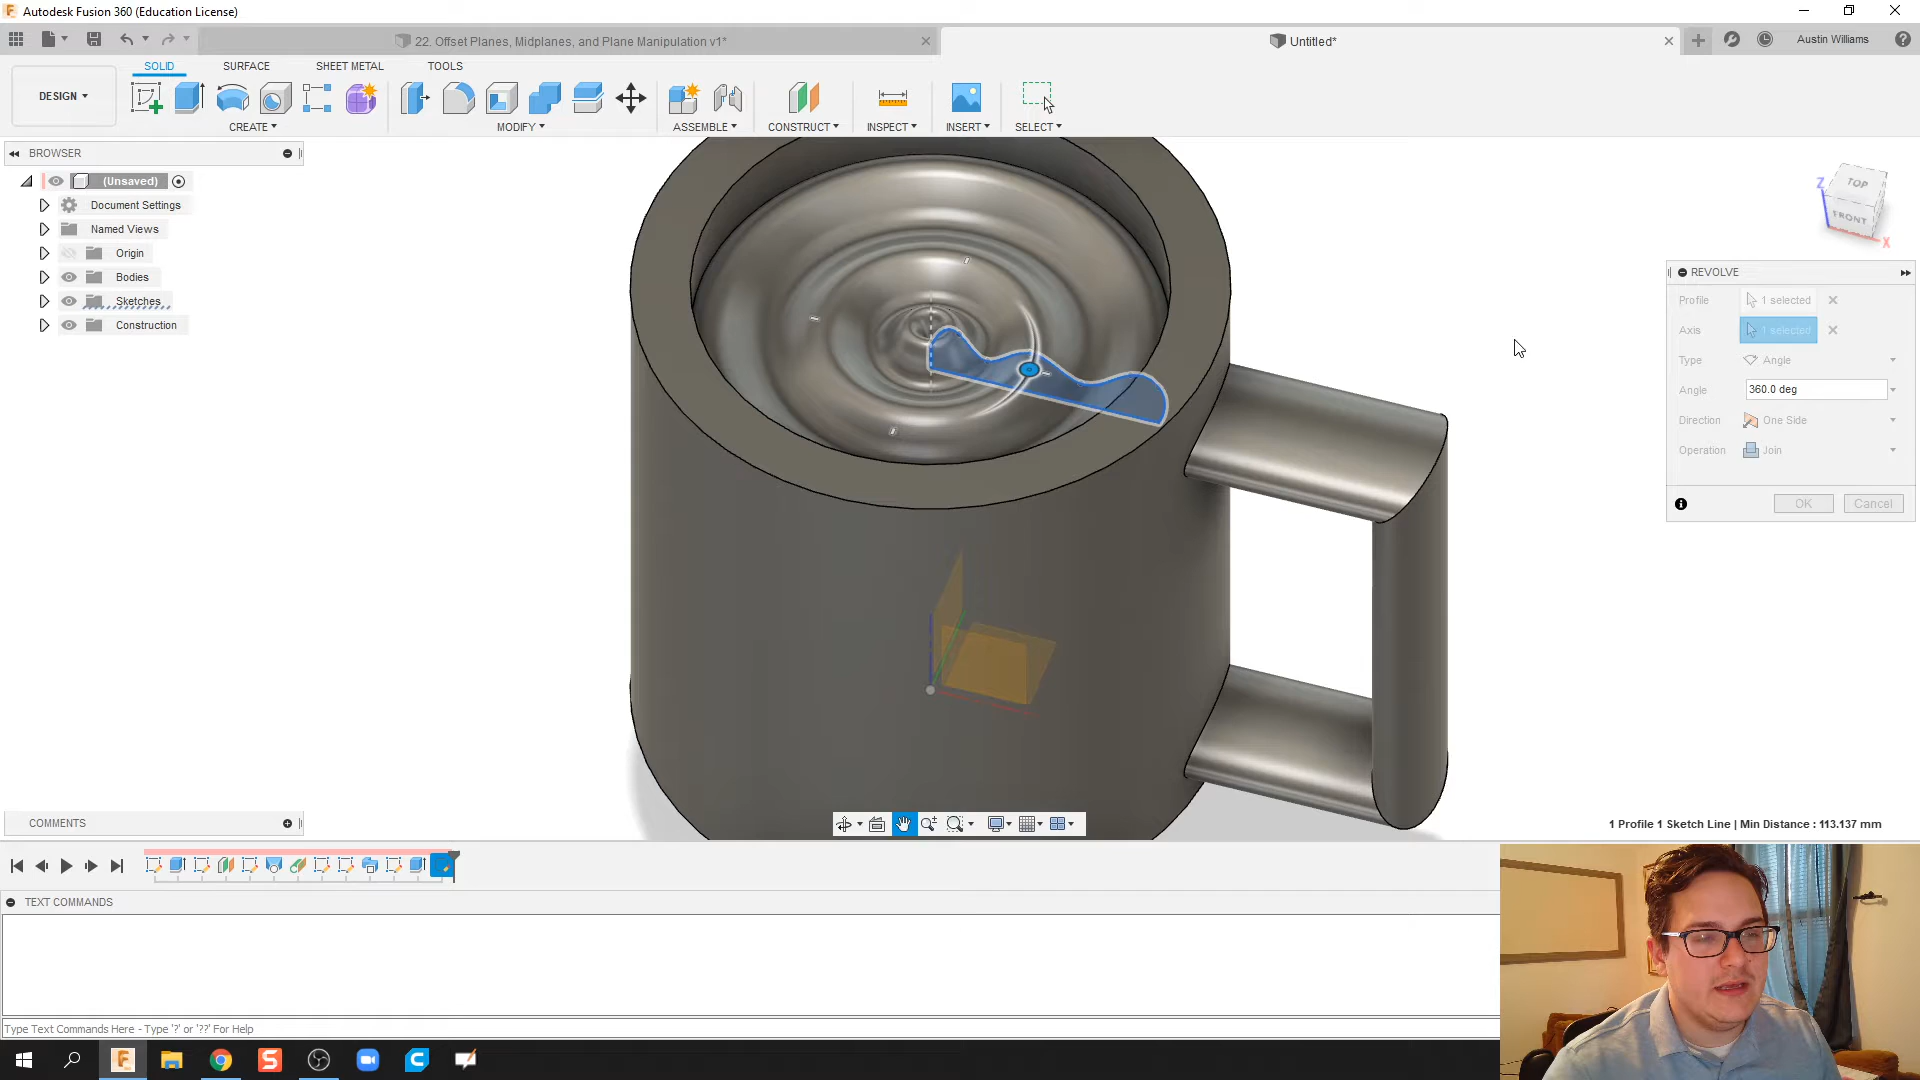 Autodesk Fusion 360 (Education License)
22. Offset Planes, Midplanes, and Plane Manipulation v1*
Untitled*
Austin Williams
DESIGN
SOLID
SURFACE
SHEET METAL
TOOLS
CREATE
MODIFY
ASSEMBLE
CONSTRUCT
INSPECT
INSERT
SELECT
BROWSER
(Unsaved)
Document Settings
Named Views
Origin
Bodies
Sketches
Construction
Z
TOP
FRONT
X
REVOLVE
Profile 1 selected
Axis 1 selected
Type Angle
Angle 360.0 deg
Direction One Side
Operation Join
OK Cancel
COMMENTS
1 Profile 1 Sketch Line | Min Distance : 113.137 mm
TEXT COMMANDS
Type Text Commands Here - Type '?' or '??' For Help